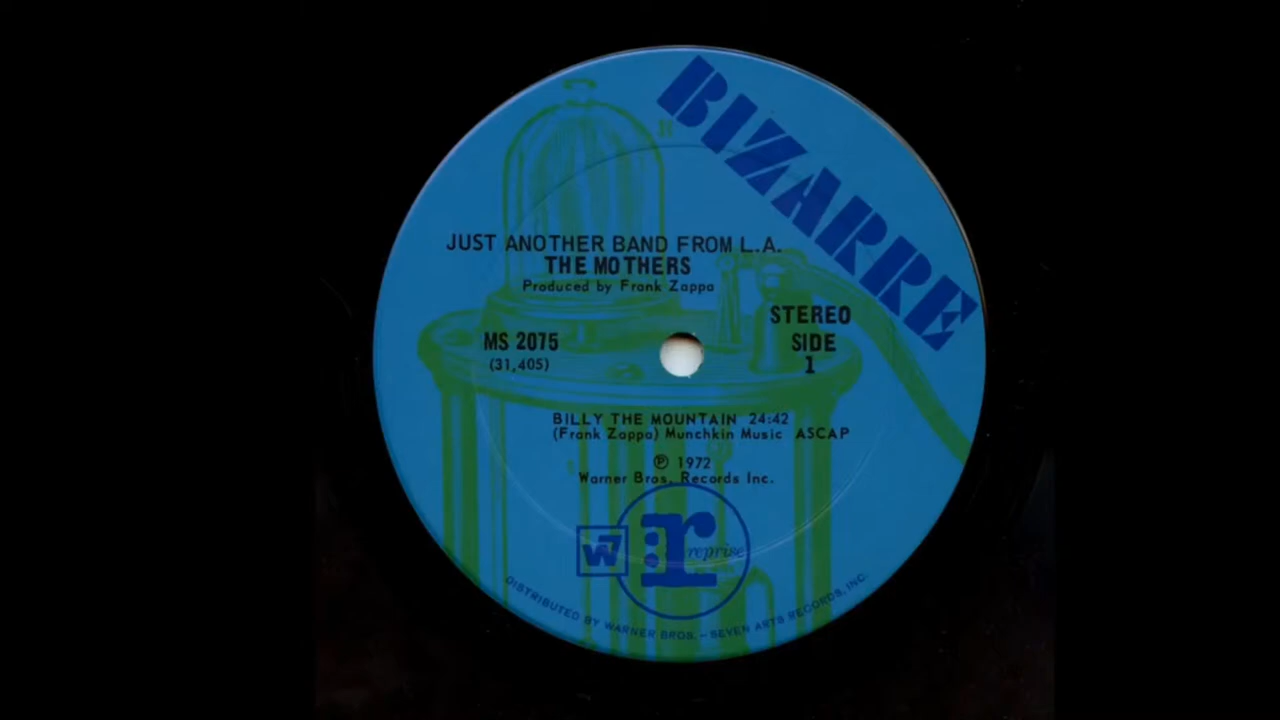 BIZARRE
JUST ANOTHER BAND FROM L.A.
THE MOTHERS
Produced by Frank Zappa
STEREO
MS 2075
SIDE
(31,405)
1
BILLY THE MOUNTAIN 24:42
(Frank Zappa) Munchkin Music ASCAP
℗ 1972
Warner Bros. Records Inc.
W7
r
reprise
DISTRIBUTED BY WARNER BROS. – SEVEN ARTS RECORDS, INC.